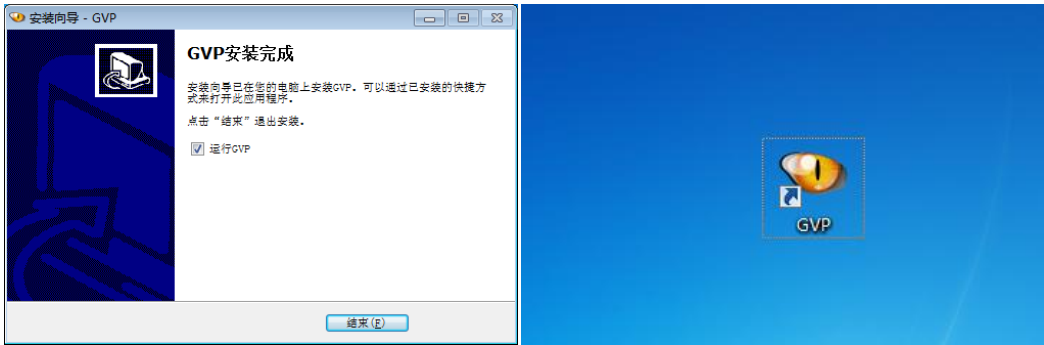 安装向导 - GVP
GVP安装完成
安装向导已在您的电脑上安装GVP。可以通过已安装的快捷方
式来打开此应用程序。
点击“结束”退出安装。
运行GVP
结束(F)
GVP